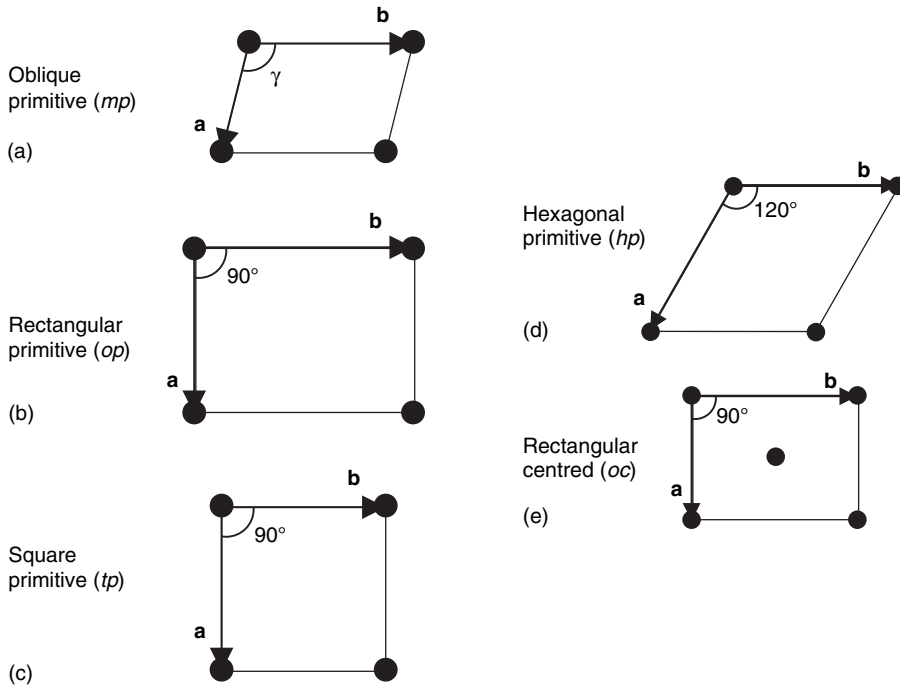 b
γ
Oblique
primitive (mp)
a
(a)
b
90°
Rectangular
primitive (op)
a
(b)
b
90°
Square
primitive (tp)
a
(c)
b
120°
Hexagonal
primitive (hp)
a
(d)
b
90°
Rectangular
centred (oc)
a
(e)